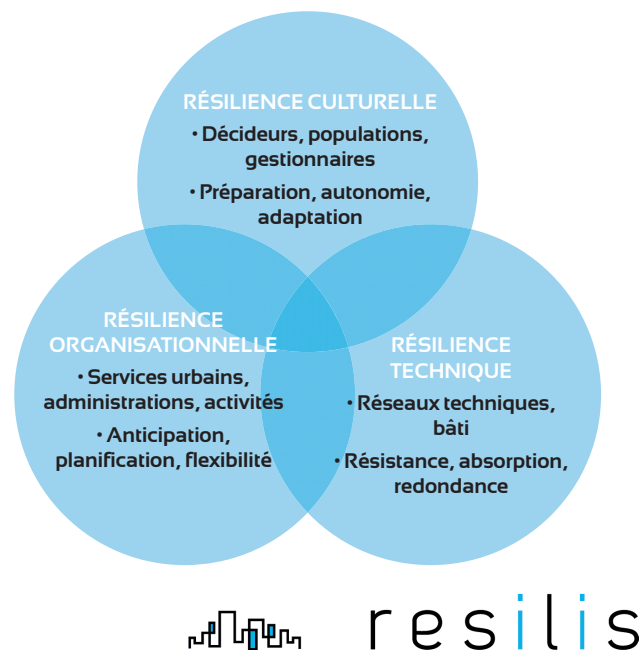 RÉSILIENCE CULTURELLE
• Décideurs, populations,
gestionnaires
• Préparation, autonomie,
adaptation
RÉSILIENCE
ORGANISATIONNELLE
• Services urbains,
administrations, activités
• Anticipation,
planification, flexibilité
RÉSILIENCE
TECHNIQUE
• Réseaux techniques,
bâti
• Résistance, absorption,
redondance
resilis